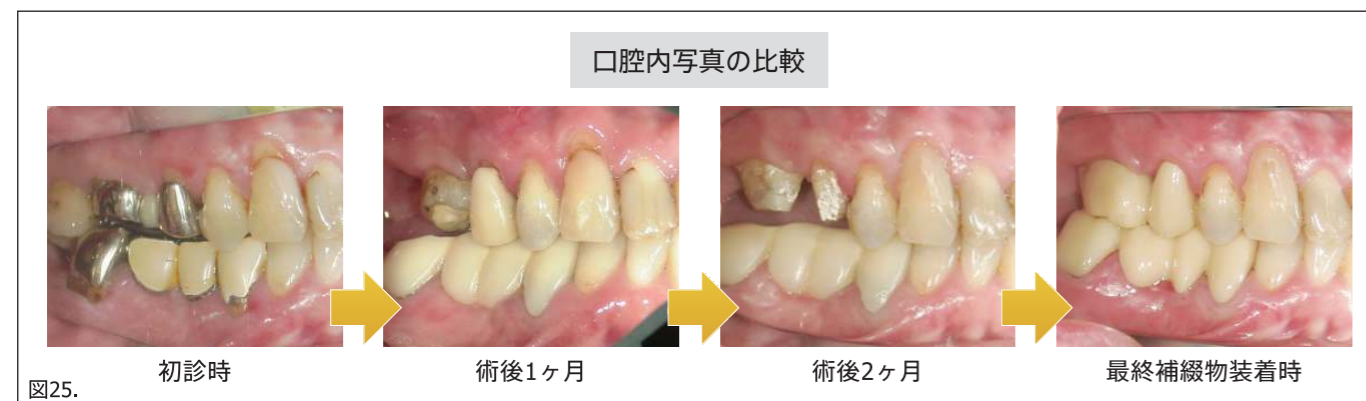 口腔内写真の比較
初診時
術後1ヶ月
術後2ヶ月
最終補綴物装着時
図25.